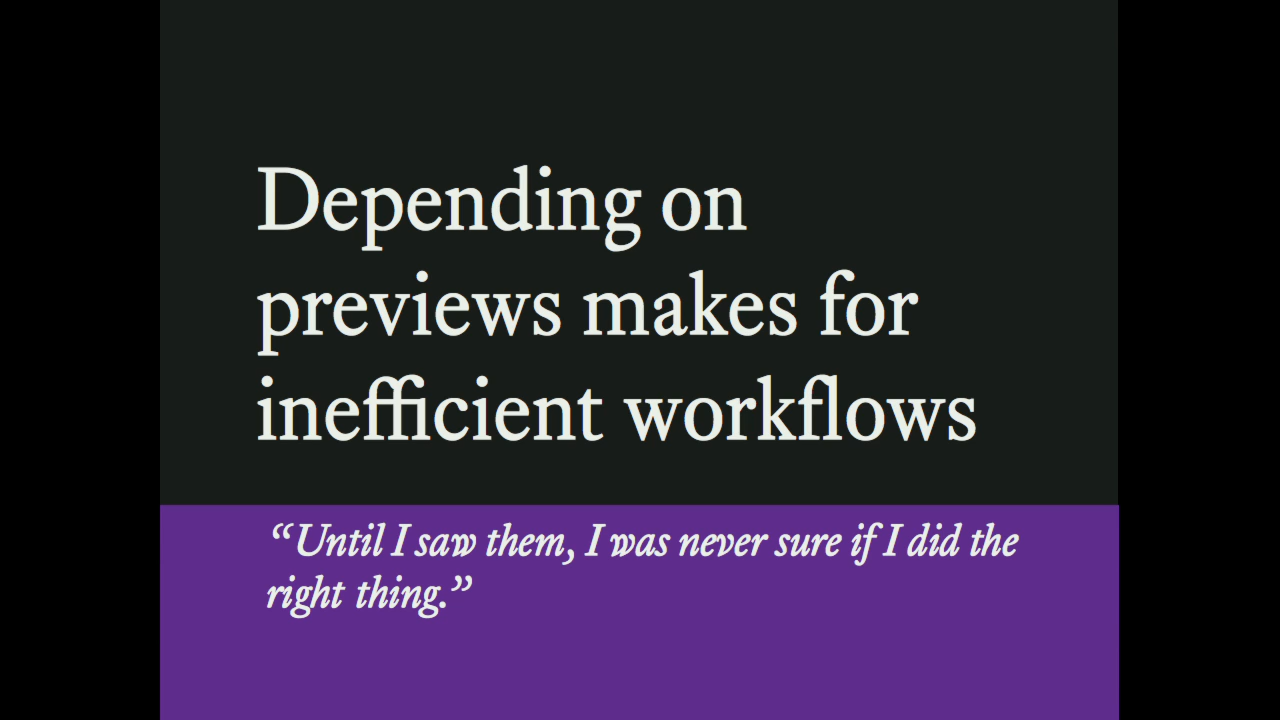 Depending on
previews makes for
inefficient workflows
“Until I saw them, I was never sure if I did the
right thing.”